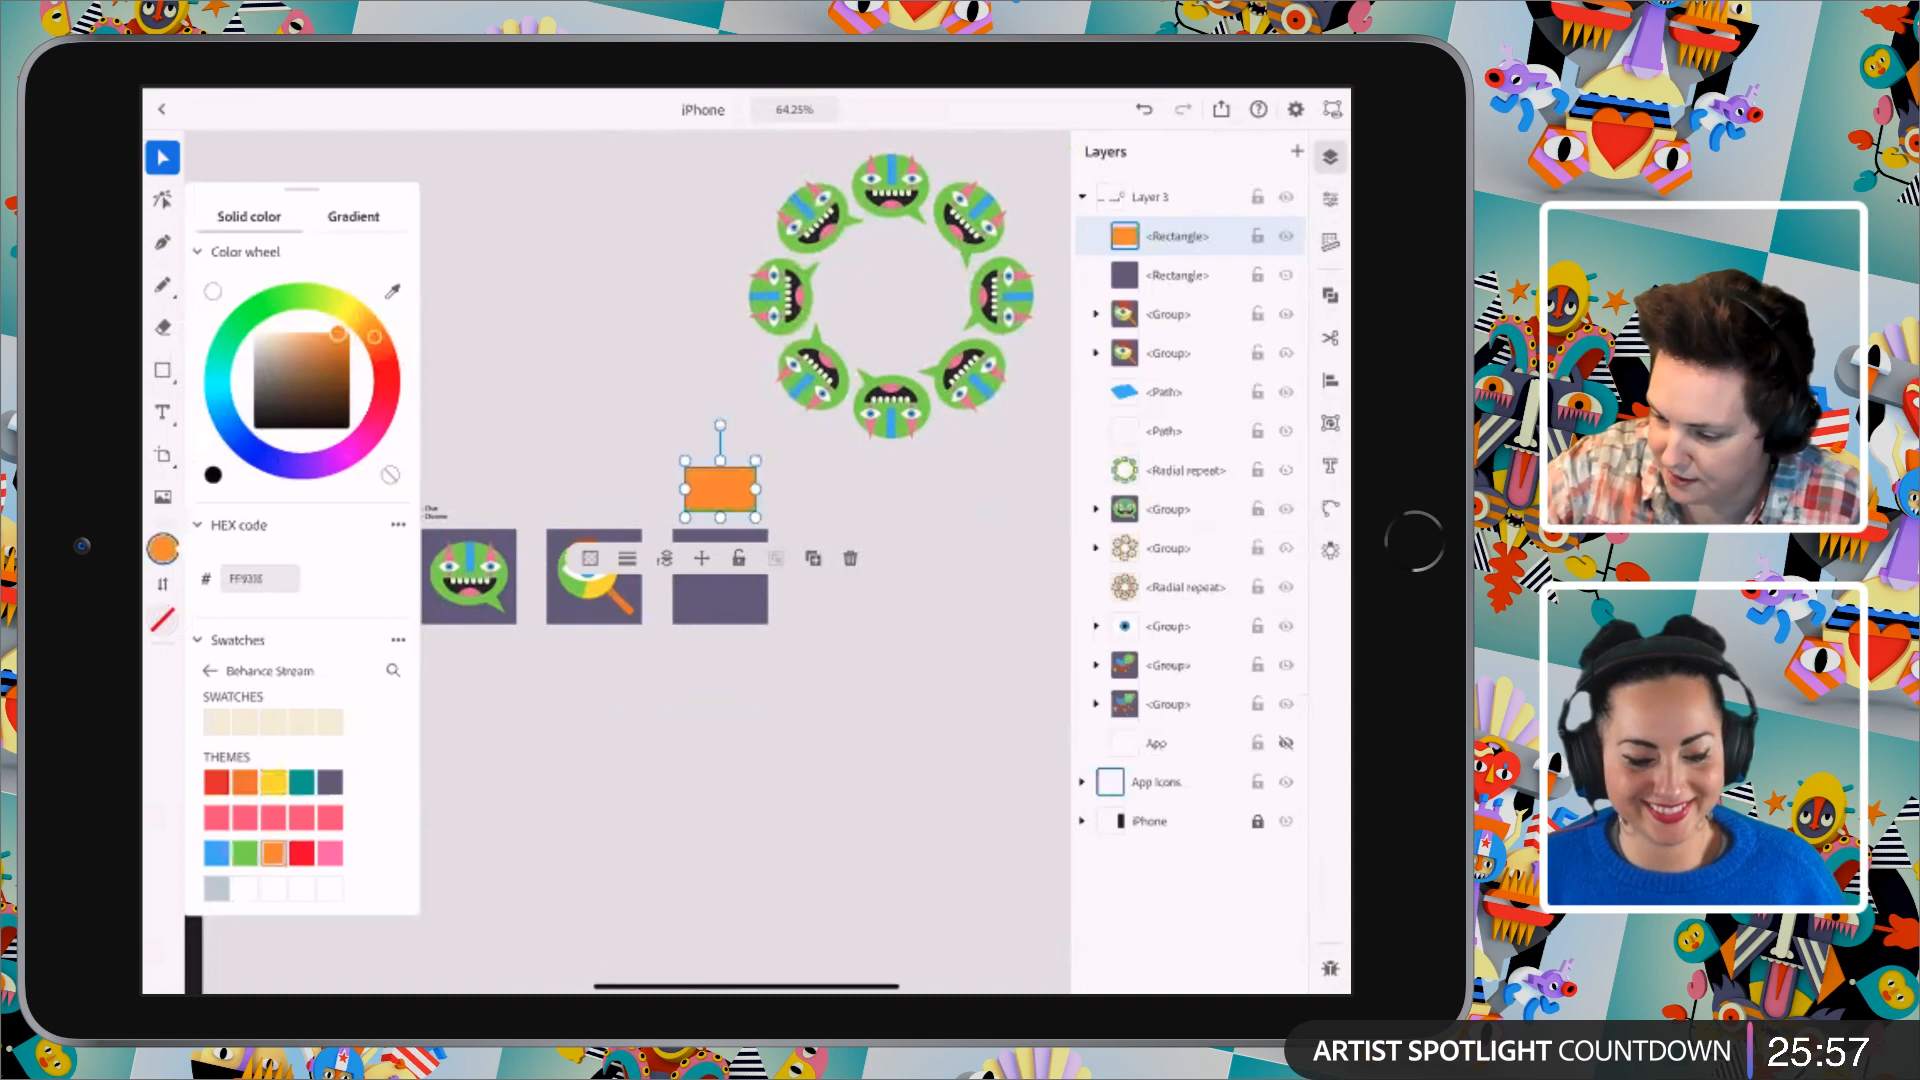 iPhone
64.25%
Layers
Layer 3
<Rectangle>
<Rectangle>
<Group>
<Group>
<Path>
<Path>
<Radial repeat>
<Group>
<Group>
<Radial repeat>
<Group>
<Group>
<Group>
App
App Icons
iPhone
Solid color
Gradient
Color wheel
HEX code
#
Swatches
Behance Stream
SWATCHES
THEMES
Chat
Chrome
ARTIST SPOTLIGHT COUNTDOWN
25:57